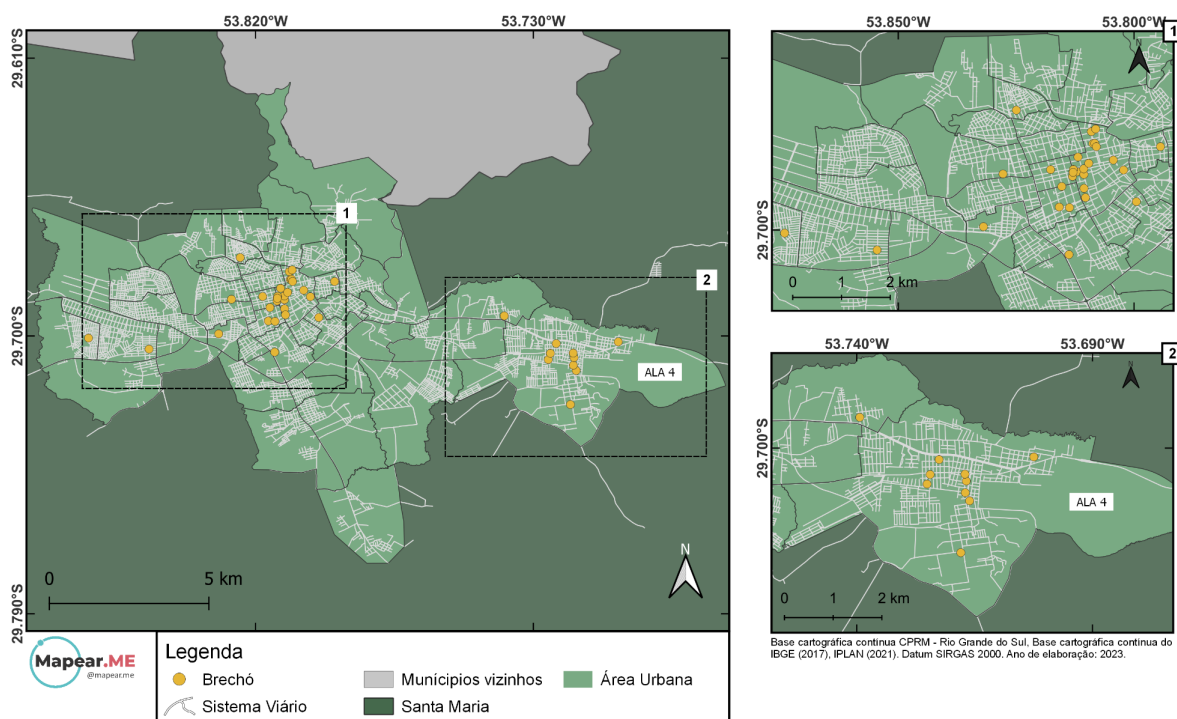 53.820°W
53.730°W
29.610°S
29.700°S
29.790°S
1
2
ALA 4
0
5 km
N
53.850°W
53.800°W
1
N
29.700°S
0
1
2 km
53.740°W
53.690°W
2
29.700°S
ALA 4
0
1
2 km
Base cartográfica continua CPRM - Rio Grande do Sul, Base cartográfica continua do
IBGE (2017), IPLAN (2021). Datum SIRGAS 2000. Ano de elaboração: 2023.
Mapear.ME
@mapear.me
Legenda
Brechó
Sistema Viário
Munícipios vizinhos
Santa Maria
Área Urbana